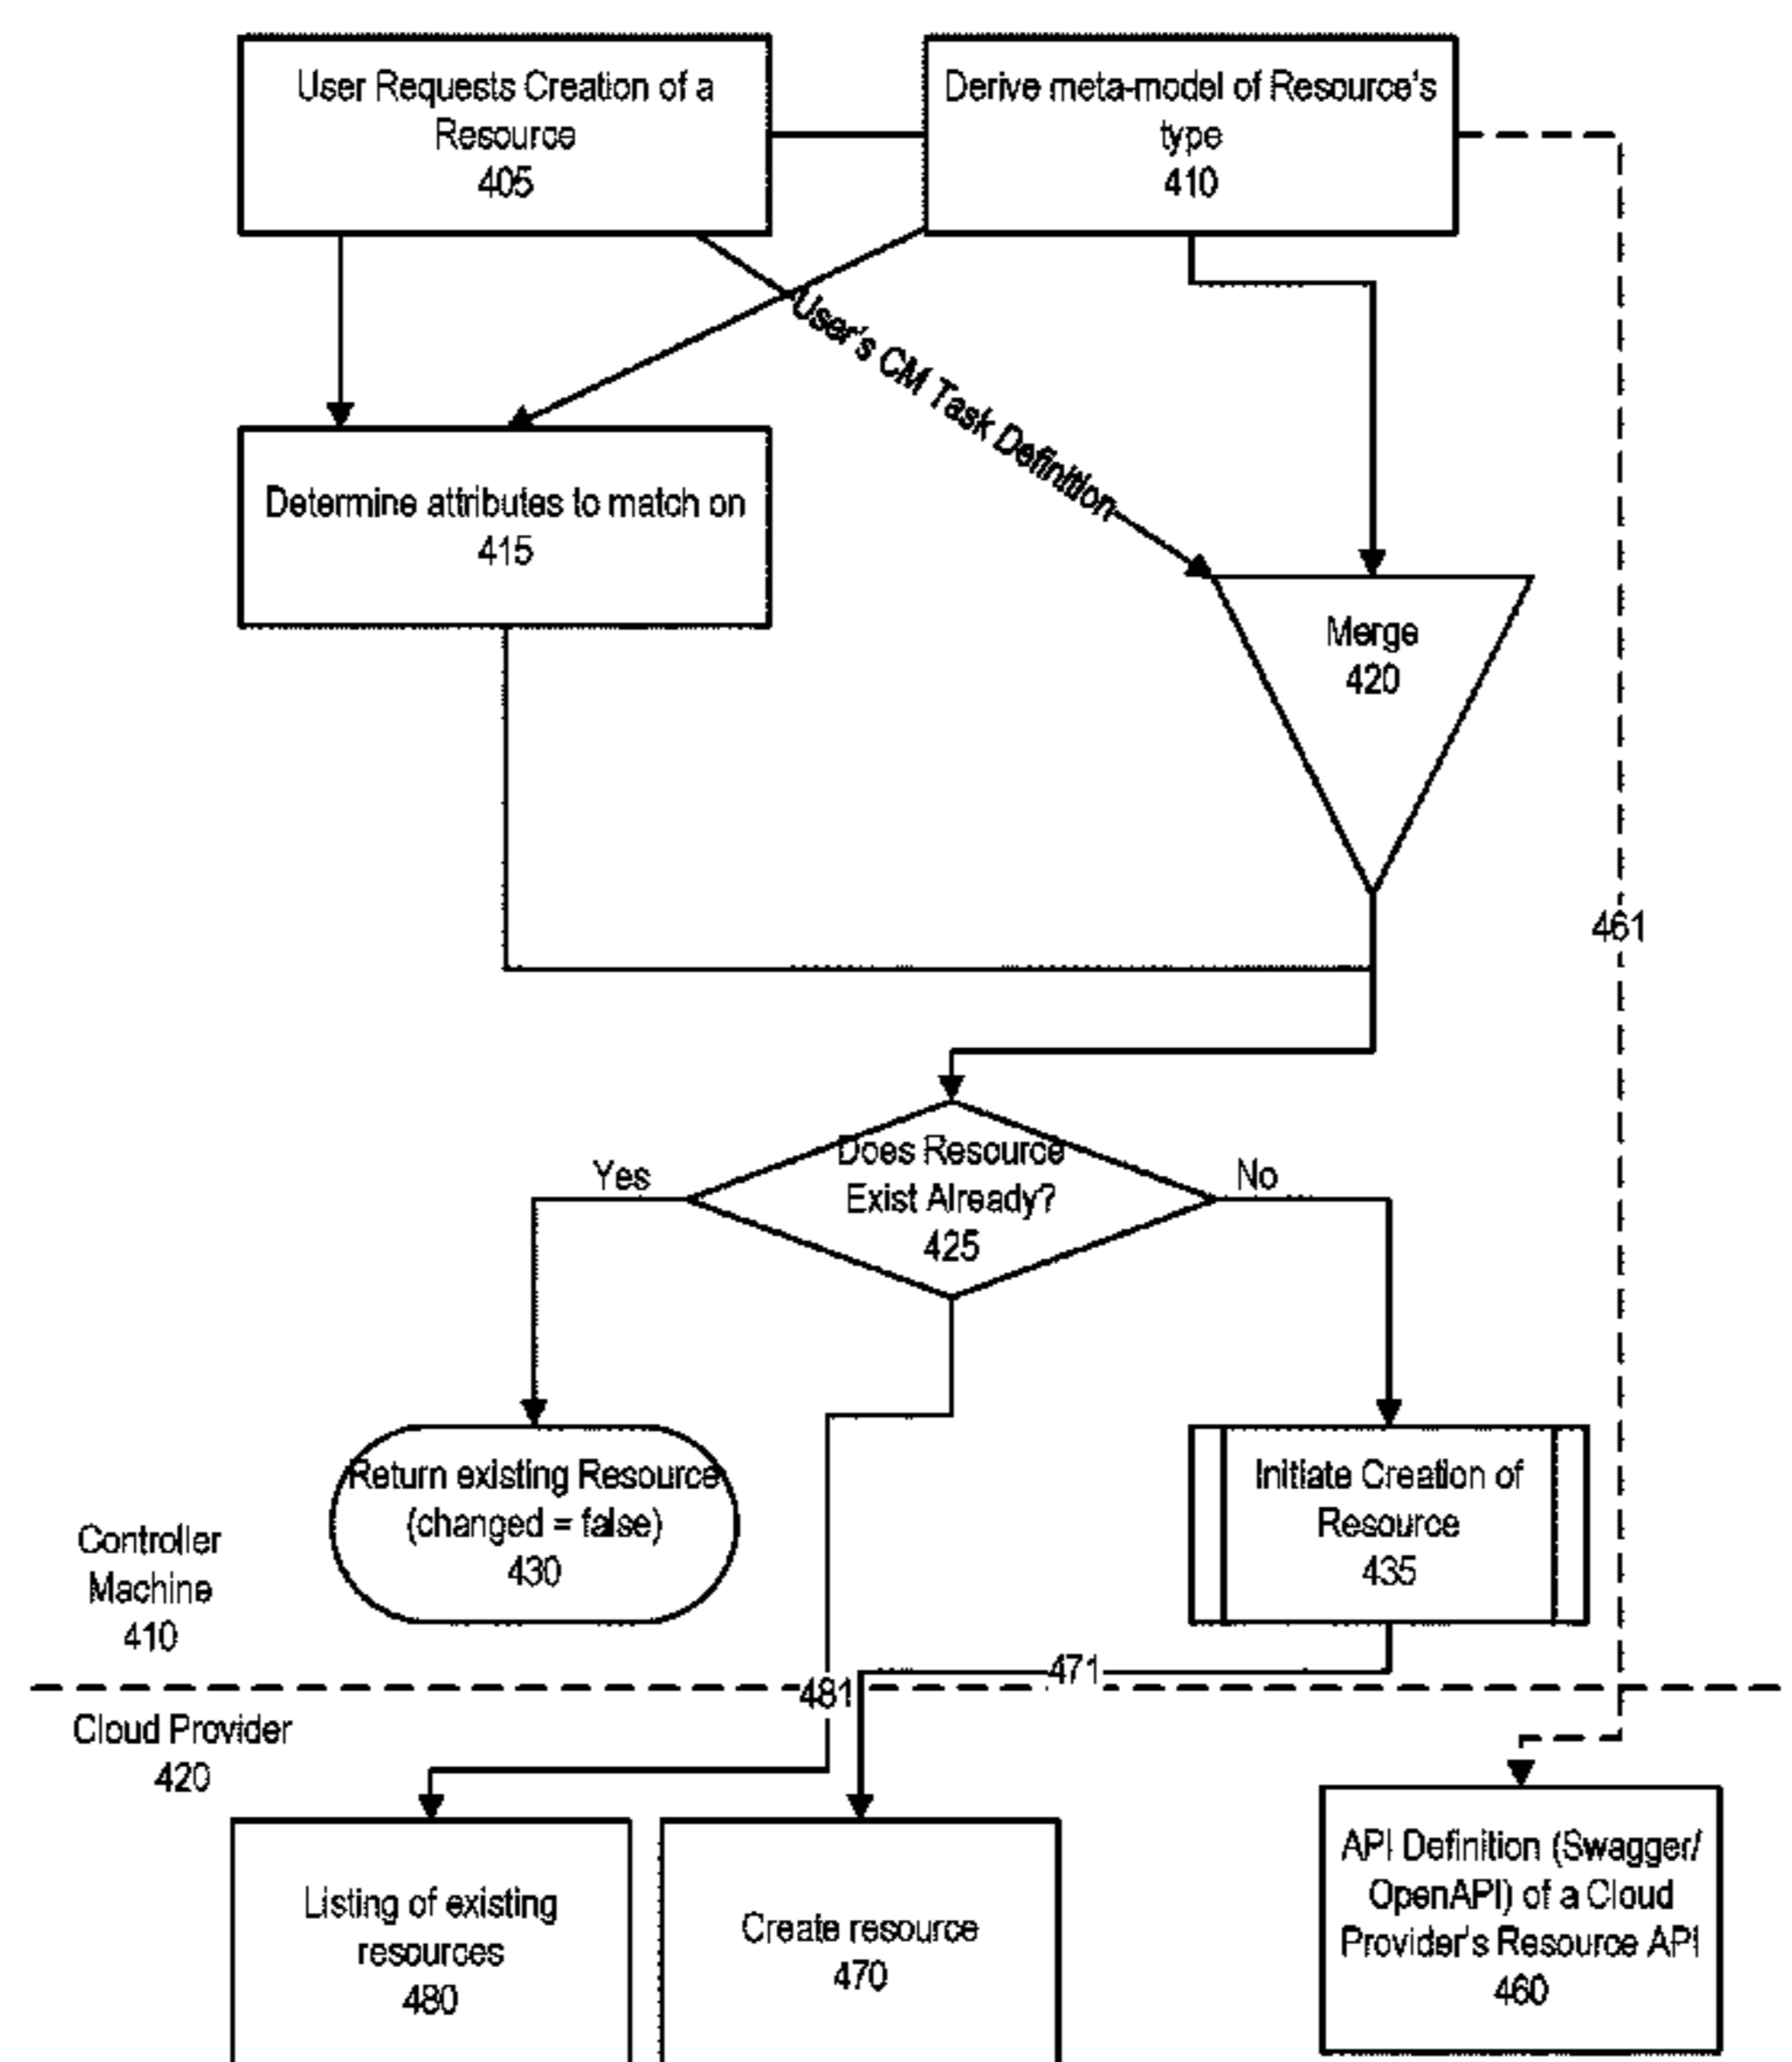 User Requests Creation of a
Resource
405
Derive meta-model of Resource's
type
410
User's CM Task Definition
Determine attributes to match on
415
Merge
420
461
Does Resource
Exist Already?
425
Yes
No
Return existing Resource
(changed = false)
430
Initiate Creation of
Resource
435
Controller
Machine
410
471
481
Cloud Provider
420
Listing of existing
resources
480
Create resource
470
API Definition (Swagger/
OpenAPI) of a Cloud
Provider's Resource API
460